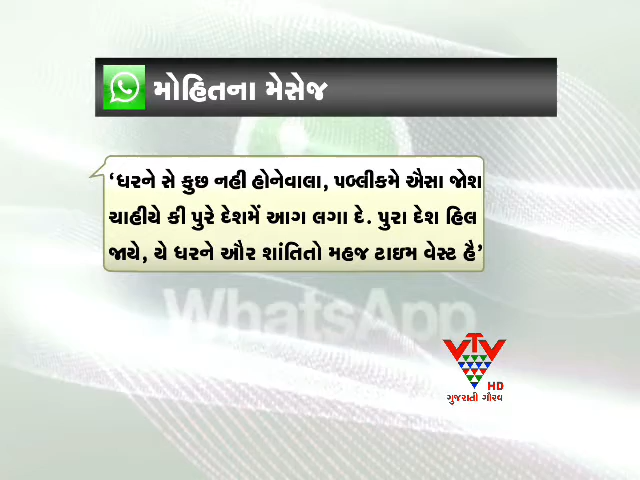 મોહિતના મેસેજ
‘ધરને સે કુછ નહી હોનેવાલા, પબ્લીકમે ઐસા જોશ
ચાહીયે કી પુરે દેશમેં આગ લગા દે. પુરા દેશ હિલ
જાયે, યે ધરને ઔર શાંતિતો મહજ ટાઇમ વેસ્ટ હૈ’
WhatsApp
VTV
HD
ગુજરાતી ગૌરવ